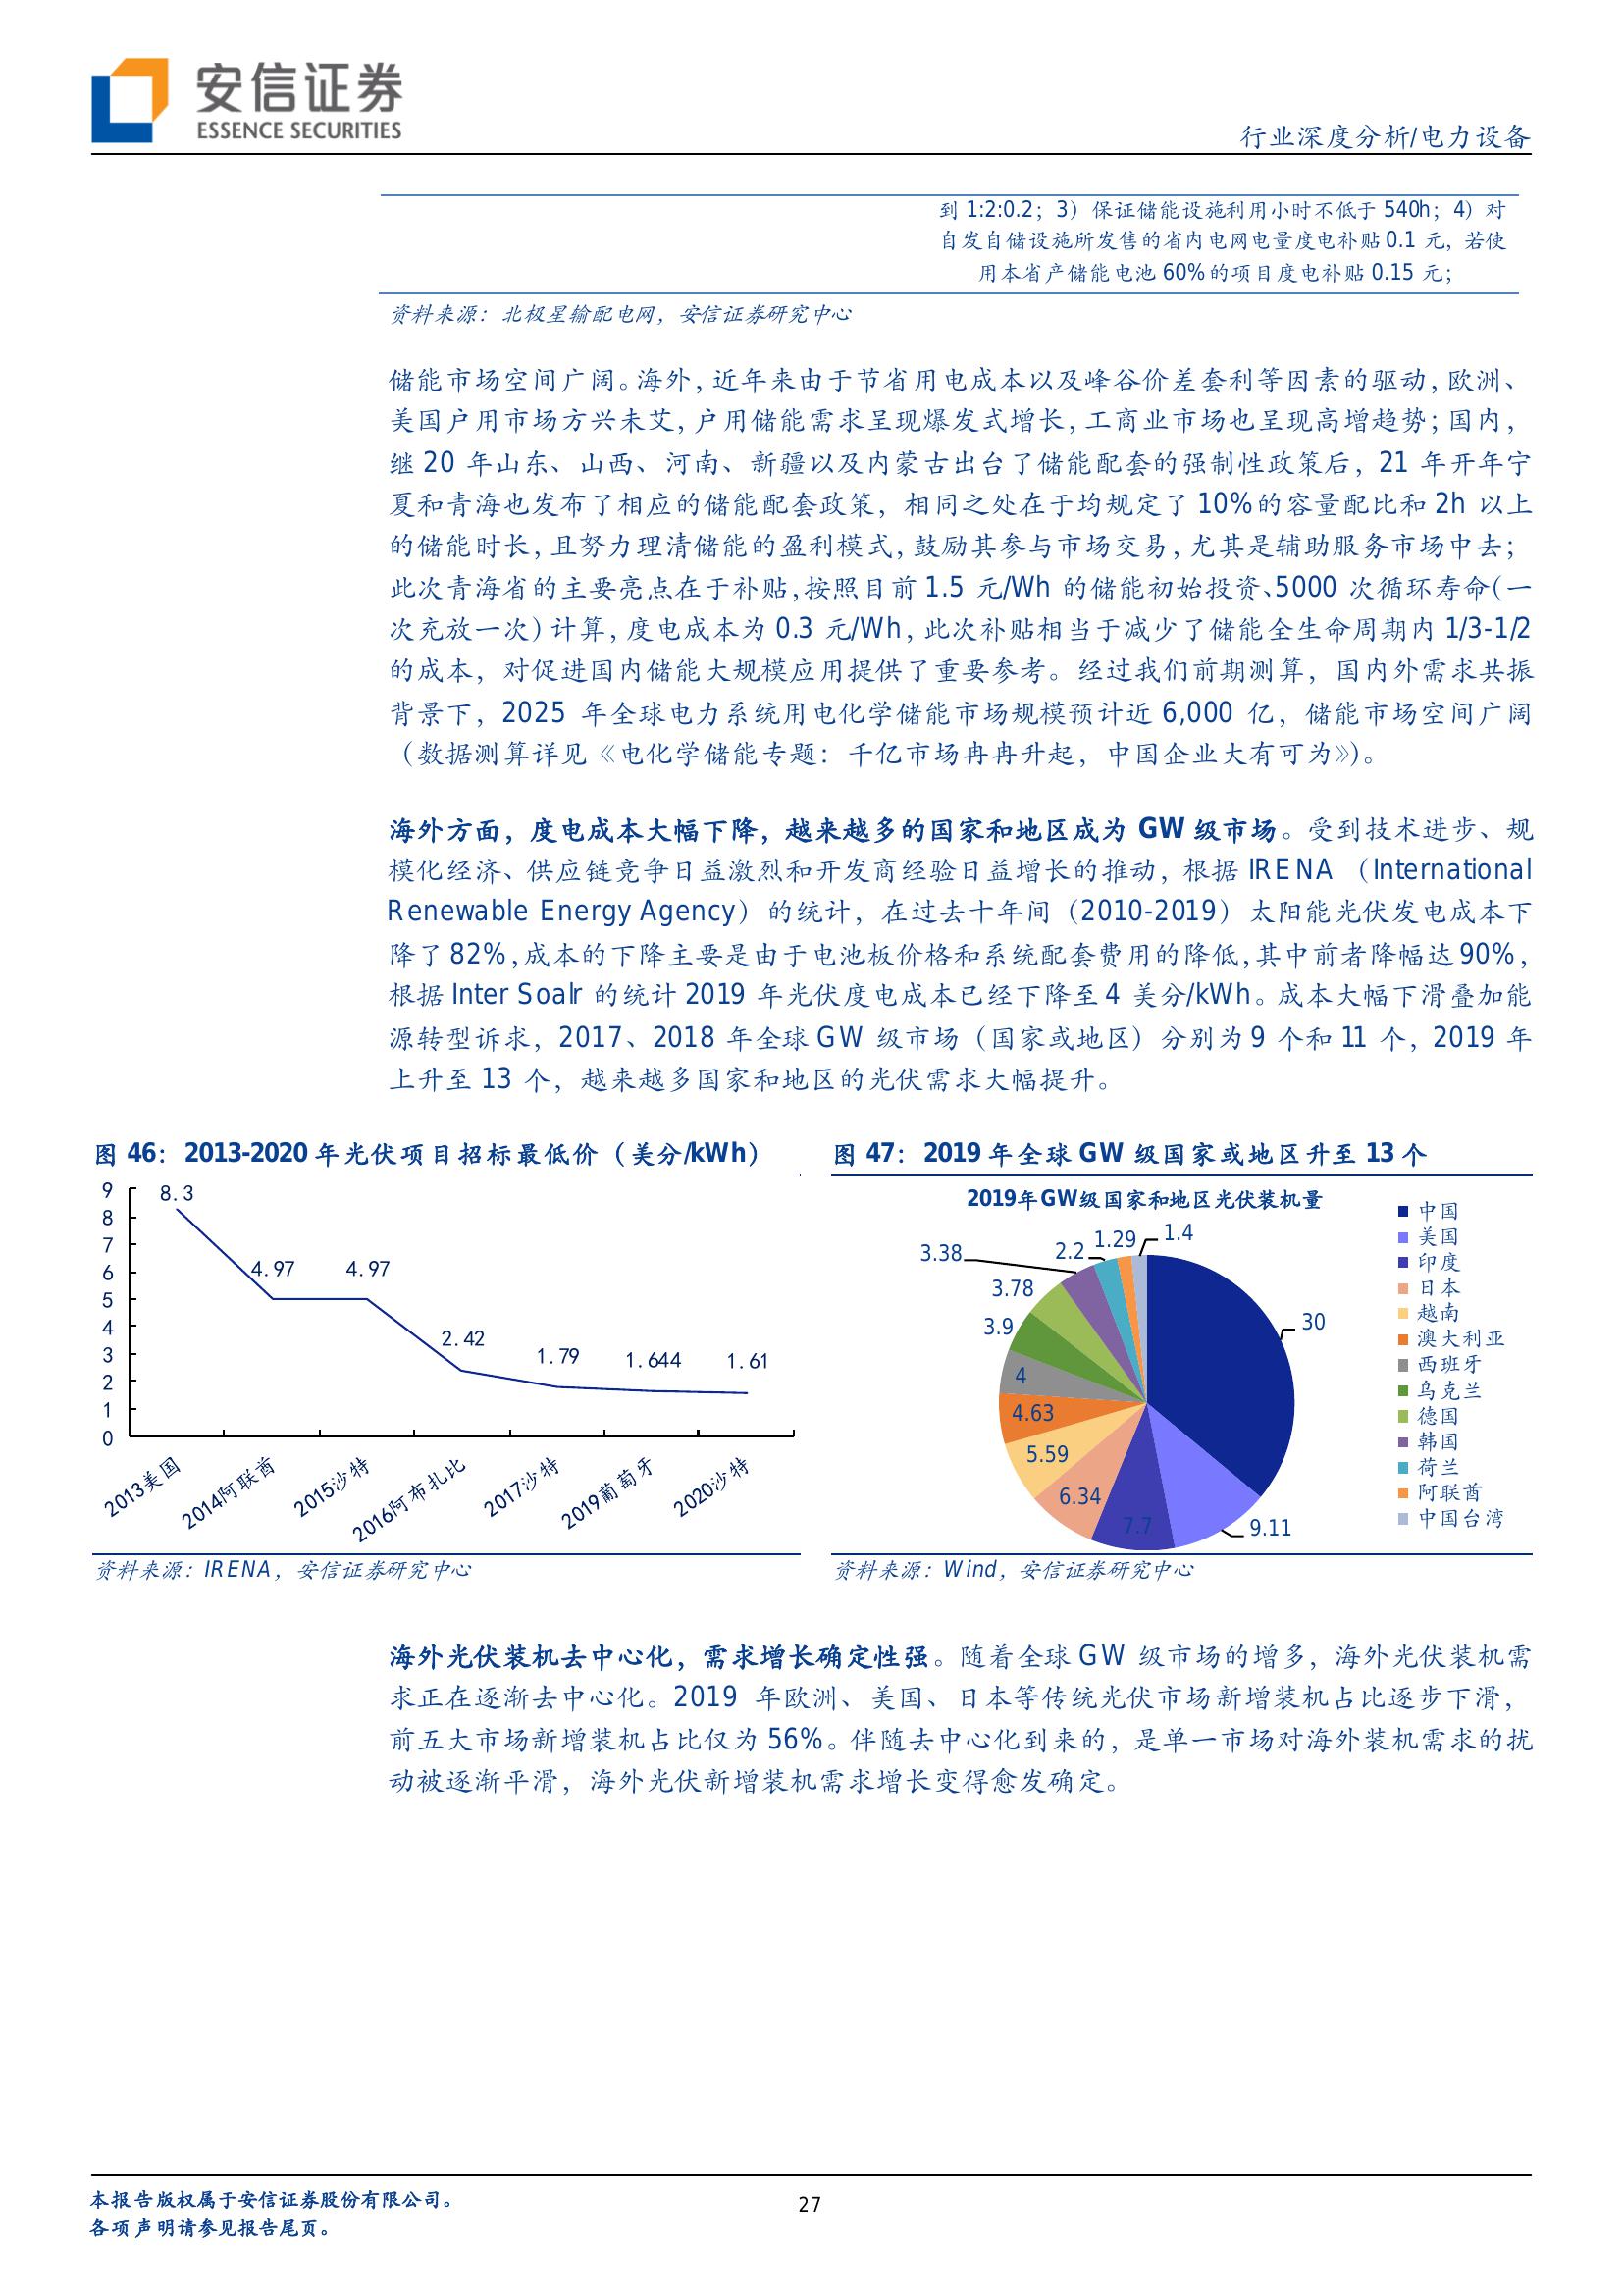 安信证券
ESSENCE SECURITIES
行业深度分析/电力设备
到 1:2:0.2；3）保证储能设施利用小时不低于 540h；4）对
自发自储设施所发售的省内电网电量度电补贴 0.1 元，若使
用本省产储能电池 60%的项目度电补贴 0.15 元；
资料来源：北极星输配电网，安信证券研究中心
储能市场空间广阔。海外，近年来由于节省用电成本以及峰谷价差套利等因素的驱动，欧洲、
美国户用市场方兴未艾，户用储能需求呈现爆发式增长，工商业市场也呈现高增趋势；国内，
继 20 年山东、山西、河南、新疆以及内蒙古出台了储能配套的强制性政策后，21 年开年宁
夏和青海也发布了相应的储能配套政策，相同之处在于均规定了 10%的容量配比和 2h 以上
的储能时长，且努力理清储能的盈利模式，鼓励其参与市场交易，尤其是辅助服务市场中去；
此次青海省的主要亮点在于补贴，按照目前 1.5 元/Wh 的储能初始投资、5000 次循环寿命（一
次充放一次）计算，度电成本为 0.3 元/Wh，此次补贴相当于减少了储能全生命周期内 1/3-1/2
的成本，对促进国内储能大规模应用提供了重要参考。经过我们前期测算，国内外需求共振
背景下，2025 年全球电力系统用电化学储能市场规模预计近 6,000 亿，储能市场空间广阔
（数据测算详见《电化学储能专题：千亿市场冉冉升起，中国企业大有可为》）。
海外方面，度电成本大幅下降，越来越多的国家和地区成为 GW 级市场。受到技术进步、规
模化经济、供应链竞争日益激烈和开发商经验日益增长的推动，根据 IRENA （International
Renewable Energy Agency）的统计，在过去十年间（2010-2019）太阳能光伏发电成本下
降了 82%，成本的下降主要是由于电池板价格和系统配套费用的降低，其中前者降幅达 90%，
根据 Inter Soalr 的统计 2019 年光伏度电成本已经下降至 4 美分/kWh。成本大幅下滑叠加能
源转型诉求，2017、2018 年全球 GW 级市场（国家或地区）分别为 9 个和 11 个，2019 年
上升至 13 个，越来越多国家和地区的光伏需求大幅提升。
图 46：2013-2020 年光伏项目招标最低价（美分/kWh）
9
8
7
6
5
4
3
2
1
0
8.3
4.97
4.97
2.42
1.79
1.644
1.61
2013美国
2014阿联酋
2015沙特
2016阿布扎比
2017沙特
2019葡萄牙
2020沙特
资料来源：IRENA，安信证券研究中心
图 47：2019 年全球 GW 级国家或地区升至 13 个
2019年GW级国家和地区光伏装机量
30
9.11
7.7
6.34
5.59
4.63
4
3.9
3.78
3.38
2.2
1.29
1.4
中国
美国
印度
日本
越南
澳大利亚
西班牙
乌克兰
德国
韩国
荷兰
阿联酋
中国台湾
资料来源：Wind，安信证券研究中心
海外光伏装机去中心化，需求增长确定性强。随着全球 GW 级市场的增多，海外光伏装机需
求正在逐渐去中心化。2019 年欧洲、美国、日本等传统光伏市场新增装机占比逐步下滑，
前五大市场新增装机占比仅为 56%。伴随去中心化到来的，是单一市场对海外装机需求的扰
动被逐渐平滑，海外光伏新增装机需求增长变得愈发确定。
本报告版权属于安信证券股份有限公司。
各项声明请参见报告尾页。
27